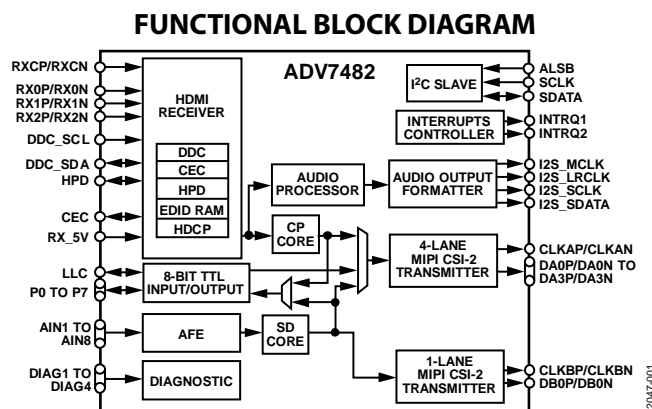 FUNCTIONAL BLOCK DIAGRAM
ADV7482
RXCP/RXCN
RX0P/RX0N
RX1P/RX1N
RX2P/RX2N
DDC_SCL
DDC_SDA
HPD
CEC
RX_5V
LLC
P0 TO P7
AIN1 TO
AIN8
DIAG1 TO
DIAG4
HDMI
RECEIVER
DDC
CEC
HPD
EDID RAM
HDCP
8-BIT TTL
INPUT/OUTPUT
AFE
DIAGNOSTIC
AUDIO
PROCESSOR
CP
CORE
SD
CORE
I2C SLAVE
INTERRUPTS
CONTROLLER
AUDIO OUTPUT
FORMATTER
4-LANE
MIPI CSI-2
TRANSMITTER
1-LANE
MIPI CSI-2
TRANSMITTER
ALSB
SCLK
SDATA
INTRQ1
INTRQ2
I2S_MCLK
I2S_LRCLK
I2S_SCLK
I2S_SDATA
CLKAP/CLKAN
DA0P/DA0N TO
DA3P/DA3N
CLKBP/CLKBN
DB0P/DB0N